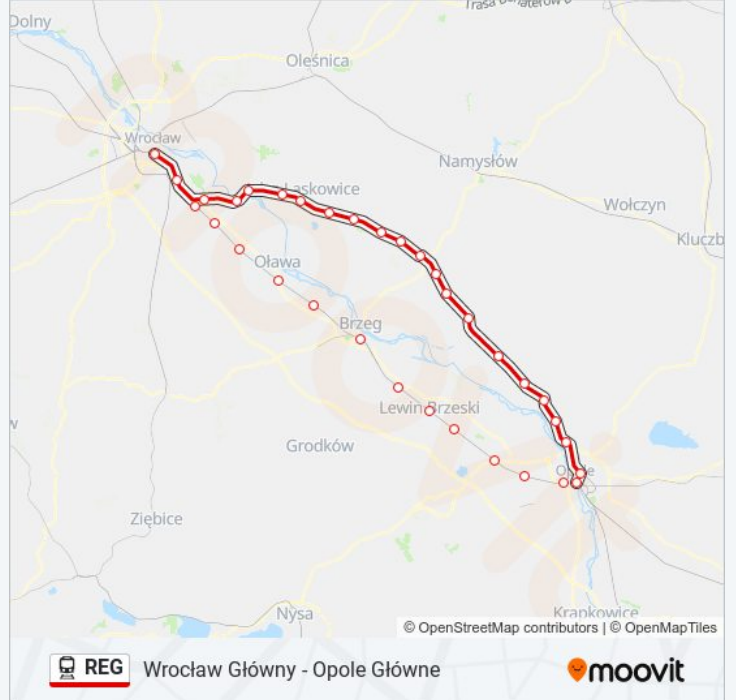 Dolny
Oleśnica
Wrocław
Namysłów
Laskowice
Wołczyn
Kluczb
Oława
Brzeg
Lewin Brzeski
w
Grodków
Opole
Ziębice
Nysa
Krapkowice
© OpenStreetMap contributors | © OpenMapTiles
REG Wrocław Główny - Opole Główne moovit